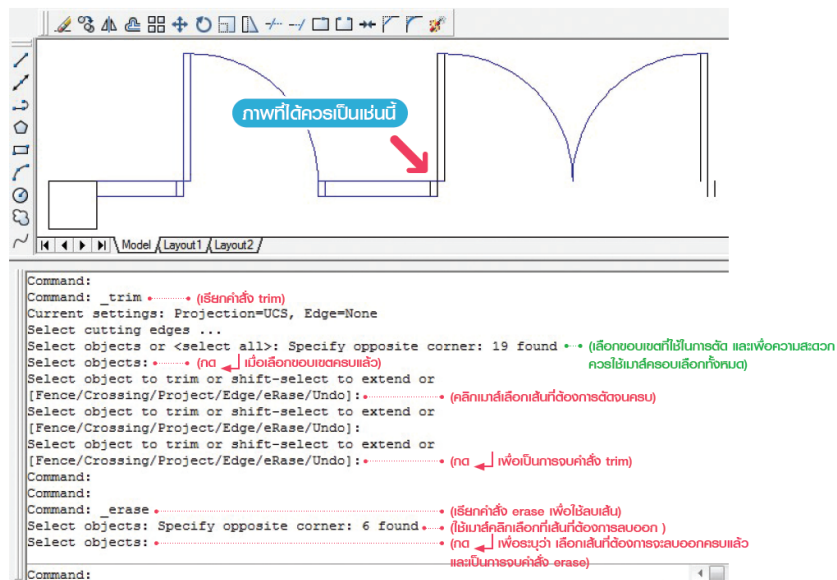 ภาพที่ได้ควรเป็นเช่นนี้
Model Layout1 Layout2
Command:
Command: _trim (เรียกคำสั่ง trim)
Current settings: Projection=UCS, Edge=None
Select cutting edges ...
Select objects or <select all>: Specify opposite corner: 19 found (เลือกขอบเขตที่ใช้ในการตัด และเพื่อความสะดวก
ควรใช้เมาส์ครอบเลือกทั้งหมด)
Select objects: (กด เมื่อเลือกขอบเขตครบแล้ว)
Select object to trim or shift-select to extend or
[Fence/Crossing/Project/Edge/eRase/Undo]: (คลิกเมาส์เลือกเส้นที่ต้องการตัดจนครบ)
Select object to trim or shift-select to extend or
[Fence/Crossing/Project/Edge/eRase/Undo]:
Select object to trim or shift-select to extend or
[Fence/Crossing/Project/Edge/eRase/Undo]: (กด เพื่อเป็นการจบคำสั่ง trim)
Command:
Command:
Command: _erase (เรียกคำสั่ง erase เพื่อใช้ลบเส้น)
Select objects: Specify opposite corner: 6 found (ใช้เมาส์คลิกเลือกที่เส้นที่ต้องการลบออก )
Select objects: (กด เพื่อระบุว่า เลือกเส้นที่ต้องการจะลบออกครบแล้ว
และเป็นการจบคำสั่ง erase)
Command: